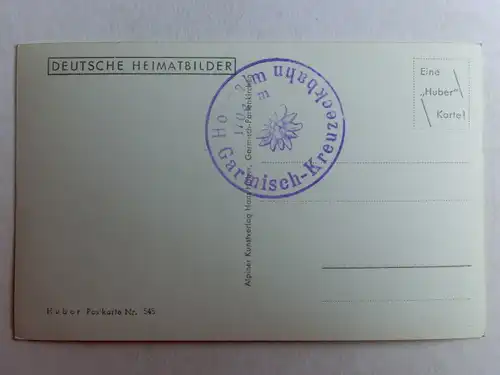 DEUTSCHE HEIMATBILDER
Eine
„Huber"
Karte!
Garmisch-Kreuzeckbahn
Alpiner Kunstverlag Hans Huber, Garmisch-Partenkirchen
Huber Postkarte Nr. 545